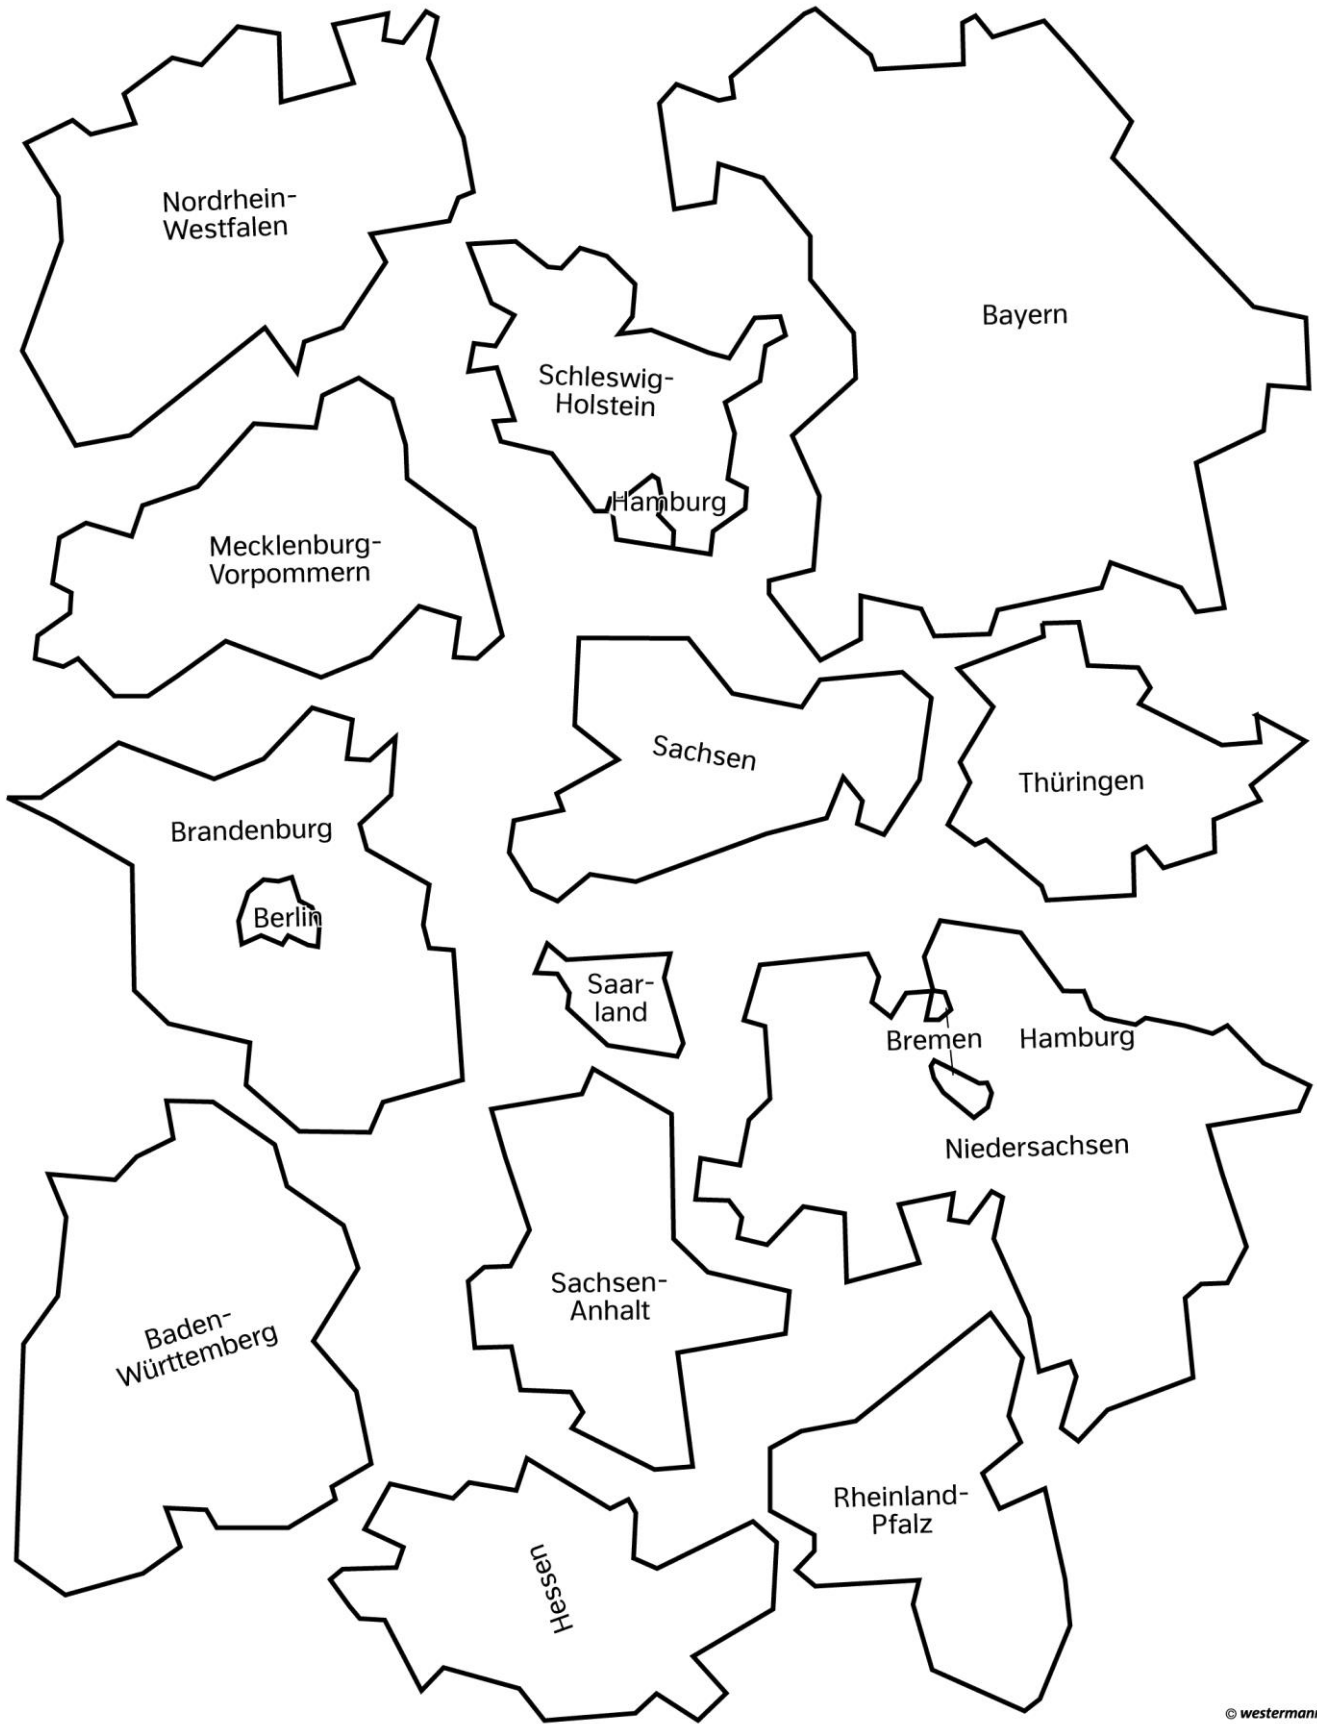 Nordrhein-
Westfalen
Bayern
Schleswig-
Holstein
Hamburg
Mecklenburg-
Vorpommern
Sachsen
Thüringen
Brandenburg
Berlin
Saar-
land
Bremen
Hamburg
Niedersachsen
Sachsen-
Anhalt
Baden-
Württemberg
Rheinland-
Pfalz
Hessen
© westermann